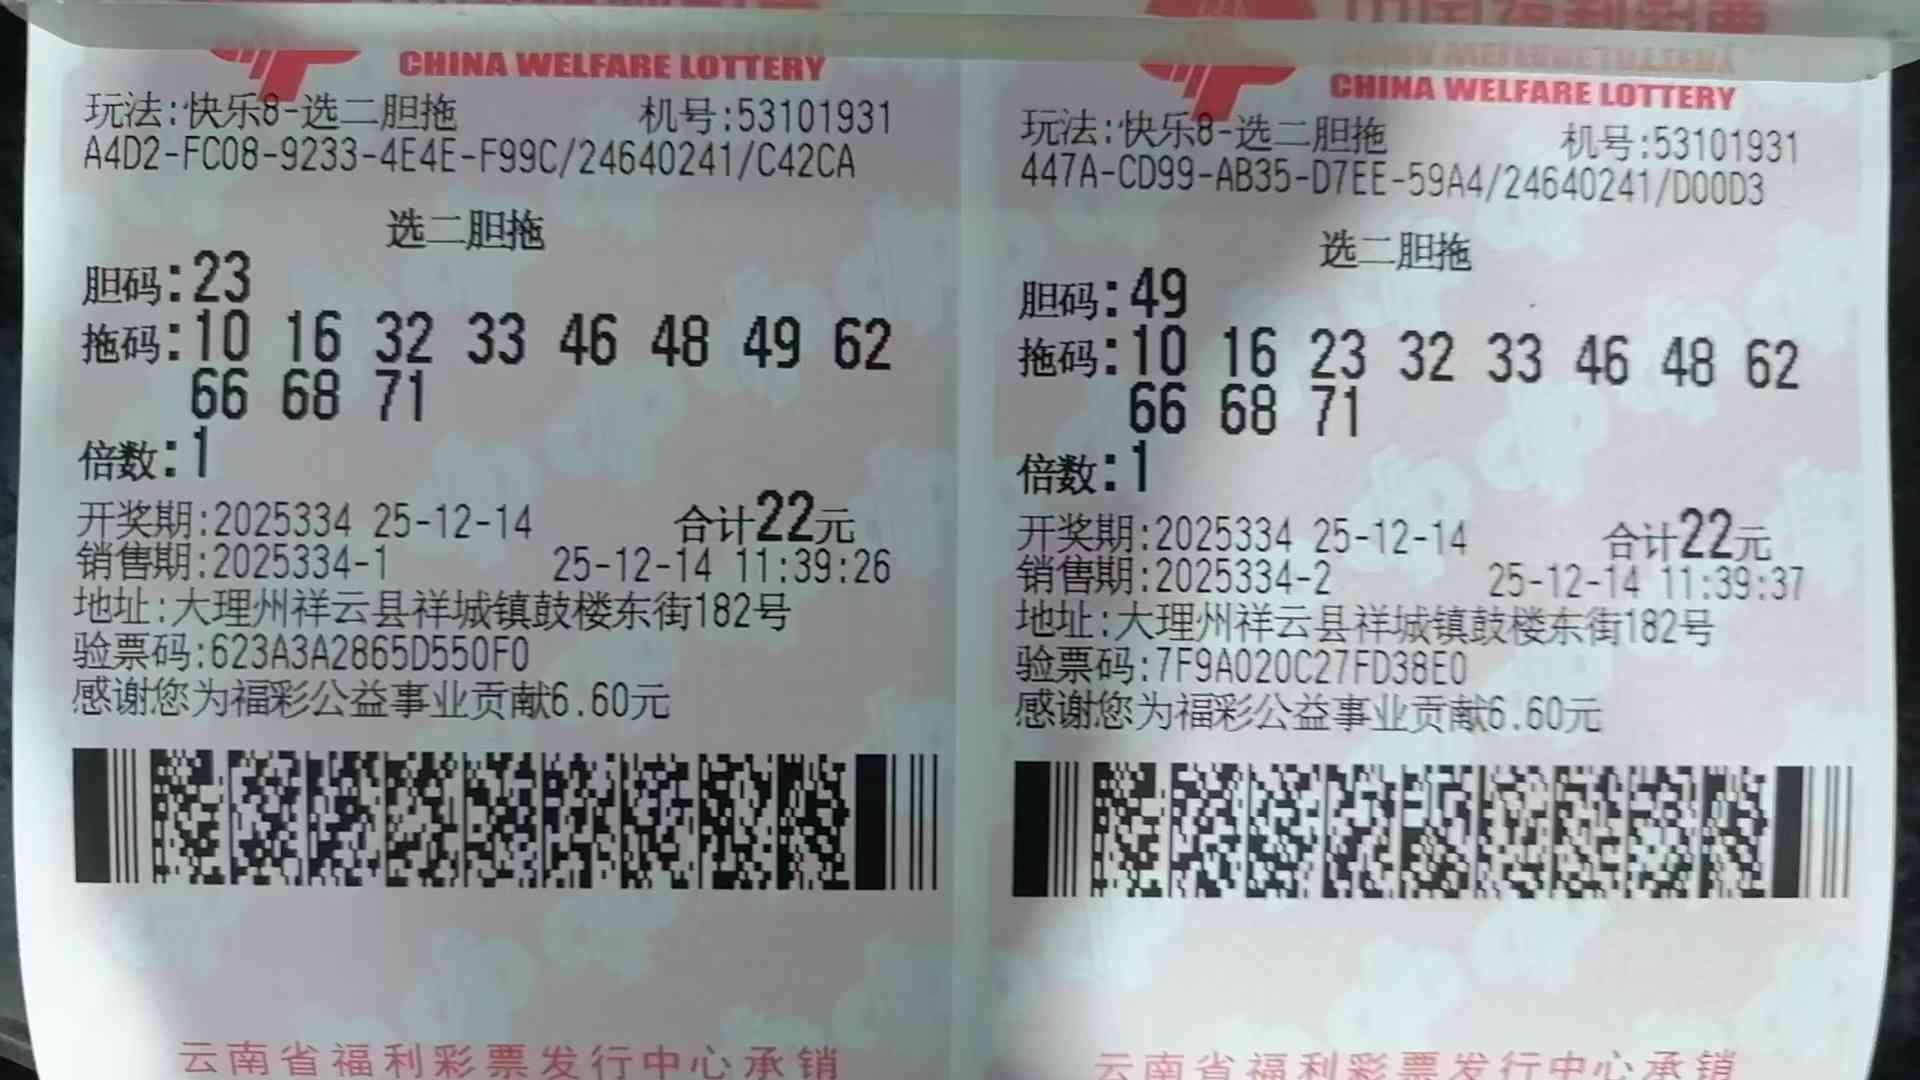 CHINA WELFARE LOTTERY
玩法:快乐8-选二胆拖 机号:53101931
A4D2-FC08-9233-4E4E-F99C/24640241/C42CA
选二胆拖
胆码:23
拖码:10 16 32 33 46 48 49 62
66 68 71
倍数:1
开奖期:2025334 25-12-14 合计22元
销售期:2025334-1 25-12-14 11:39:26
地址:大理州祥云县祥城镇鼓楼东街182号
验票码:623A3A2865D550F0
感谢您为福彩公益事业贡献6.60元
云南省福利彩票发行中心承销
中国福利彩票
CHINA WELFARE LOTTERY
玩法:快乐8-选二胆拖 机号:53101931
447A-CD99-AB35-D7EE-59A4/24640241/D00D3
选二胆拖
胆码:49
拖码:10 16 23 32 33 46 48 62
66 68 71
倍数:1
开奖期:2025334 25-12-14 合计22元
销售期:2025334-2 25-12-14 11:39:37
地址:大理州祥云县祥城镇鼓楼东街182号
验票码:7F9A020C27FD38E0
感谢您为福彩公益事业贡献6.60元
云南省福利彩票发行中心承销